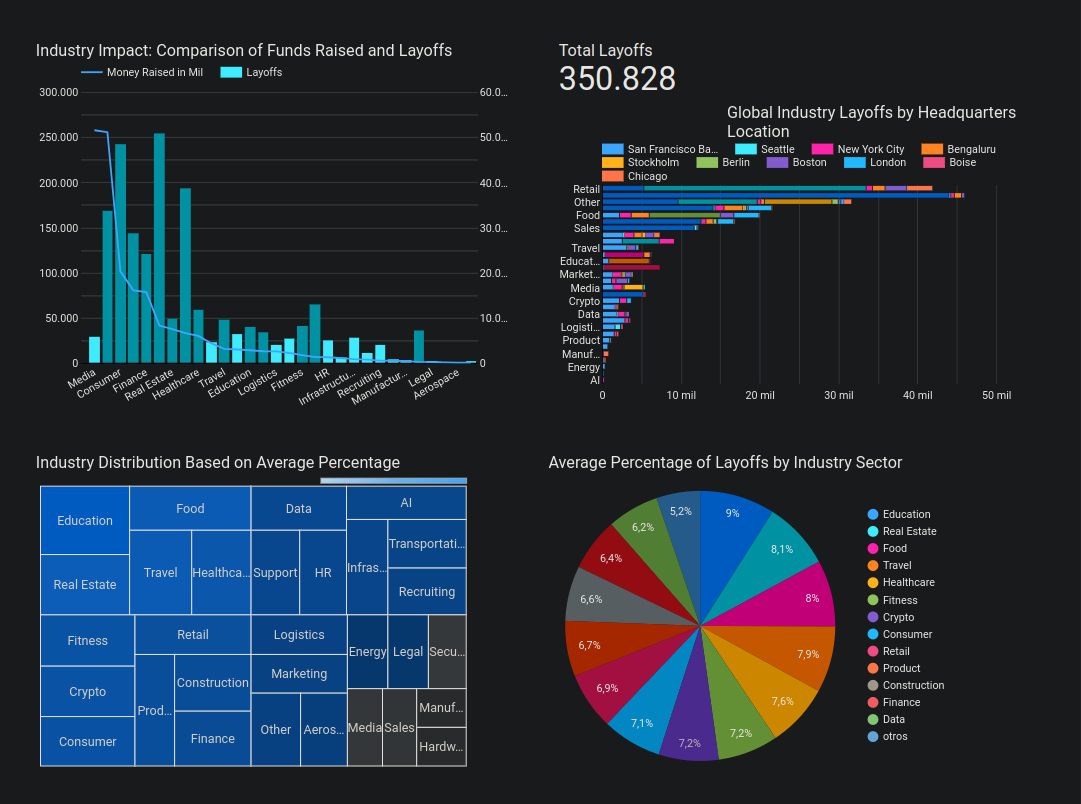 Industry Impact: Comparison of Funds Raised and Layoffs
Money Raised in Mil
Layoffs
300.000
250.000
200.000
150.000
100.000
50.000
0
60.0...
50.0...
40.0...
30.0...
20.0...
10.0...
0
Media
Consumer
Finance
Real Estate
Healthcare
Travel
Education
Logistics
Fitness
HR
Infrastructu...
Recruiting
Manufactur...
Legal
Aerospace
Total Layoffs
350.828
Global Industry Layoffs by Headquarters
Location
San Francisco Ba... Seattle New York City Bengaluru
Stockholm Berlin Boston London Boise
Chicago
Retail
Other
Food
Sales
Travel
Educat...
Market...
Media
Crypto
Data
Logisti...
Product
Manuf...
Energy
AI
0 10 mil 20 mil 30 mil 40 mil 50 mil
Industry Distribution Based on Average Percentage
Education
Real Estate
Food
Travel
Healthca...
Data
Support
HR
AI
Infras...
Transportati...
Recruiting
Fitness
Crypto
Consumer
Retail
Prod...
Construction
Finance
Logistics
Marketing
Other
Aeros...
Energy
Legal
Secu...
Media
Sales
Manuf...
Hardw...
Average Percentage of Layoffs by Industry Sector
9%
8,1%
8%
7,9%
7,6%
7,2%
7,2%
7,1%
6,9%
6,7%
6,6%
6,4%
6,2%
5,2%
Education
Real Estate
Food
Travel
Healthcare
Fitness
Crypto
Consumer
Retail
Product
Construction
Finance
Data
otros